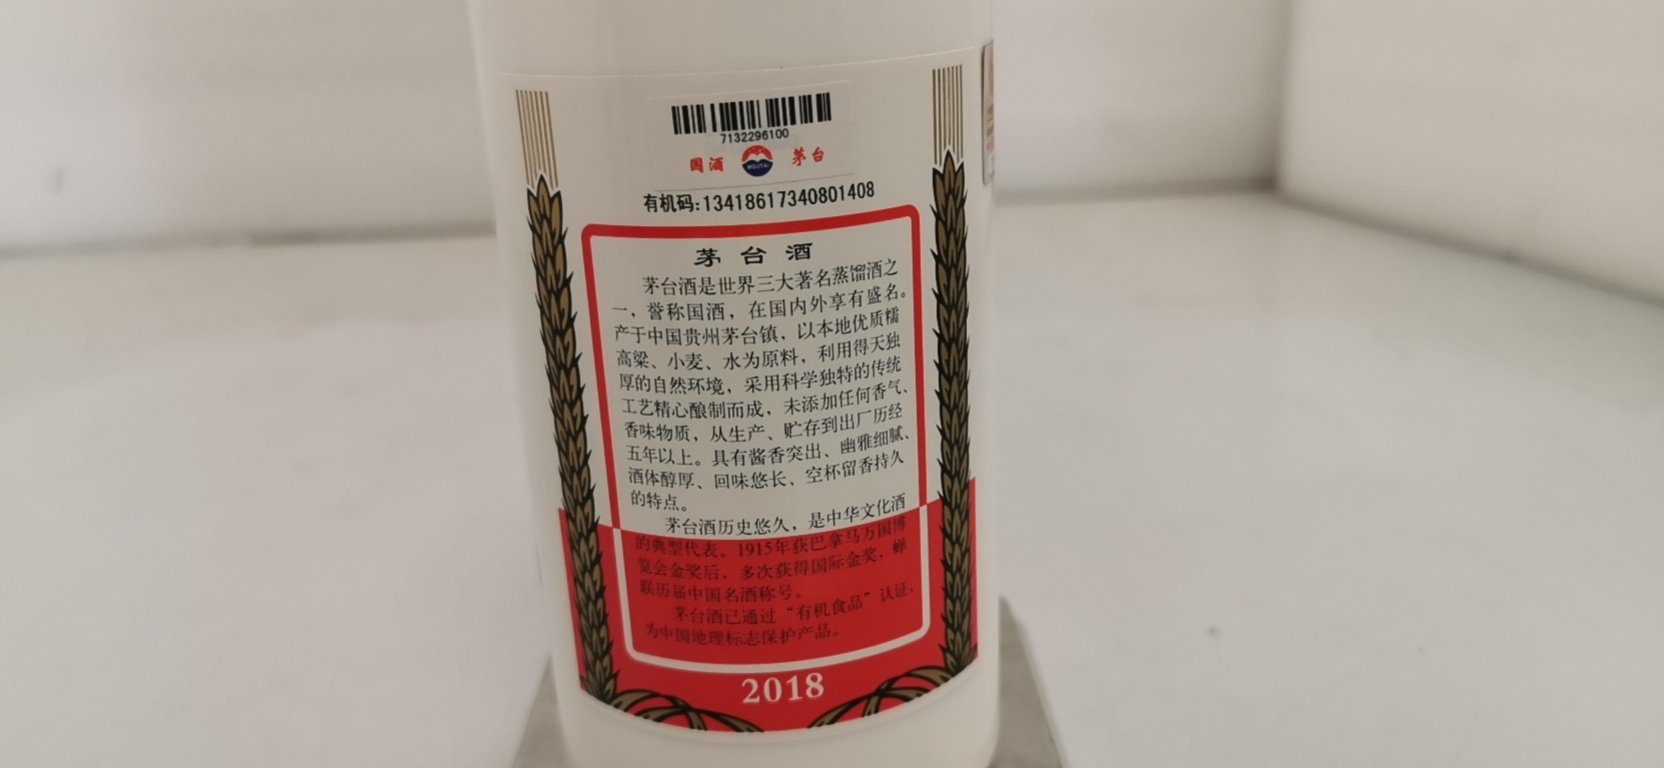 7132296100
国酒 MOUTAI 茅台
有机码:13418617340801408
茅台酒
茅台酒是世界三大著名蒸馏酒之
一，誉称国酒，在国内外享有盛名。
产于中国贵州茅台镇，以本地优质糯
高粱、小麦、水为原料，利用得天独
厚的自然环境，采用科学独特的传统
工艺精心酿制而成，未添加任何香气、
香味物质，从生产、贮存到出厂历经
五年以上。具有酱香突出、幽雅细腻、
酒体醇厚、回味悠长、空杯留香持久
的特点。
茅台酒历史悠久，是中华文化酒
的典型代表。1915年获巴拿马万国博
览会金奖后，多次获得国际金奖，蝉
联历届中国名酒称号。
茅台酒已通过“有机食品”认证，
为中国地理标志保护产品。
2018